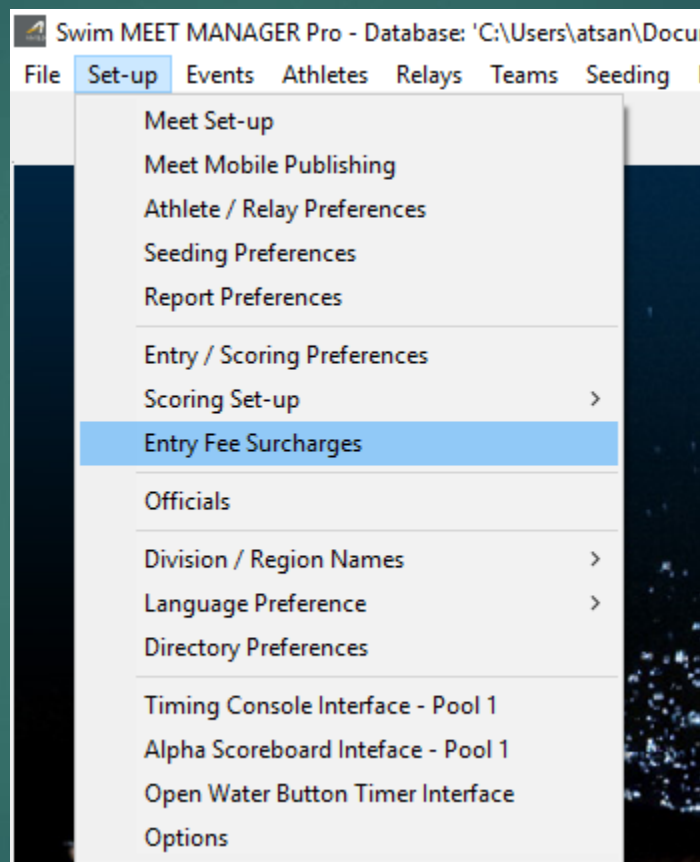 Swim MEET MANAGER Pro - Database: 'C:\Users\atsan\Docu
File Set-up Events Athletes Relays Teams Seeding
Meet Set-up
Meet Mobile Publishing
Athlete / Relay Preferences
Seeding Preferences
Report Preferences
Entry / Scoring Preferences
Scoring Set-up >
Entry Fee Surcharges
Officials
Division / Region Names >
Language Preference >
Directory Preferences
Timing Console Interface - Pool 1
Alpha Scoreboard Inteface - Pool 1
Open Water Button Timer Interface
Options